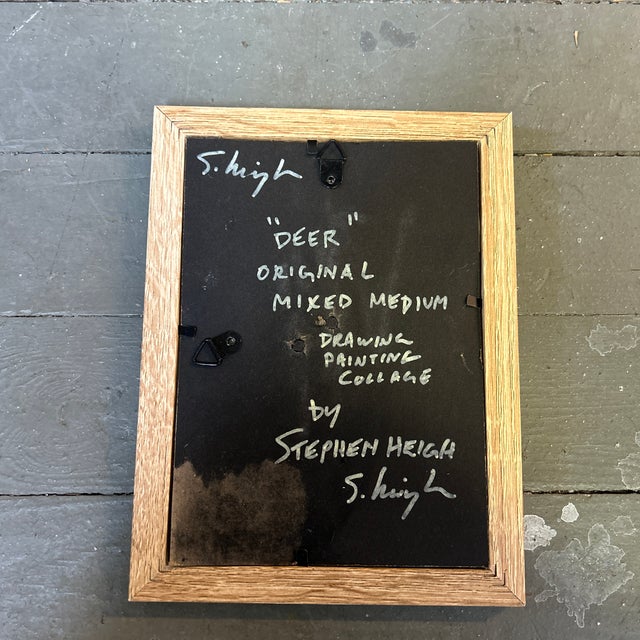 S. Heigh
"DEER"
ORIGINAL
MIXED MEDIUM
DRAWING
PAINTING
COLLAGE
by
STEPHEN HEIGH
S. Heigh